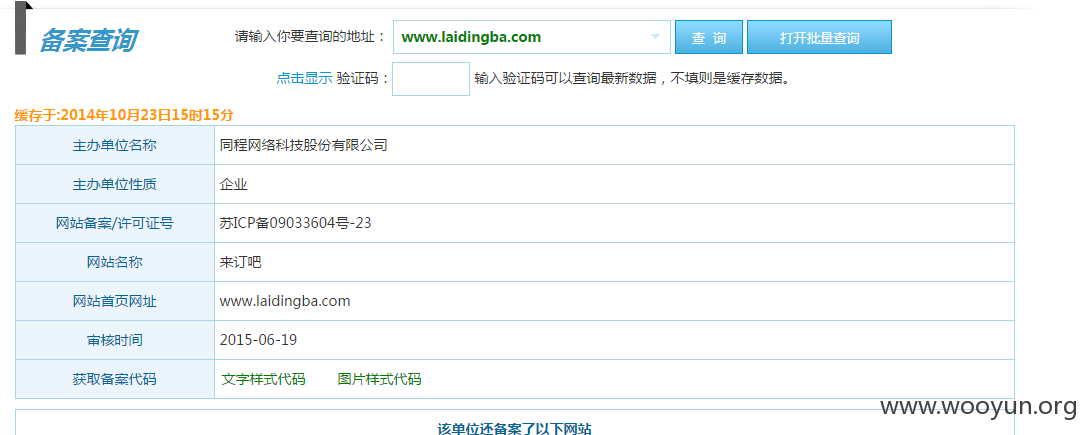 备案查询
请输入你要查询的地址： www.laidingba.com 查 询 打开批量查询
点击显示 验证码： 输入验证码可以查询最新数据，不填则是缓存数据。
缓存于:2014年10月23日15时15分
主办单位名称 同程网络科技股份有限公司
主办单位性质 企业
网站备案/许可证号 苏ICP备09033604号-23
网站名称 来订吧
网站首页网址 www.laidingba.com
审核时间 2015-06-19
获取备案代码 文字样式代码 图片样式代码
www.wooyun.org
该单位还备案了以下网站